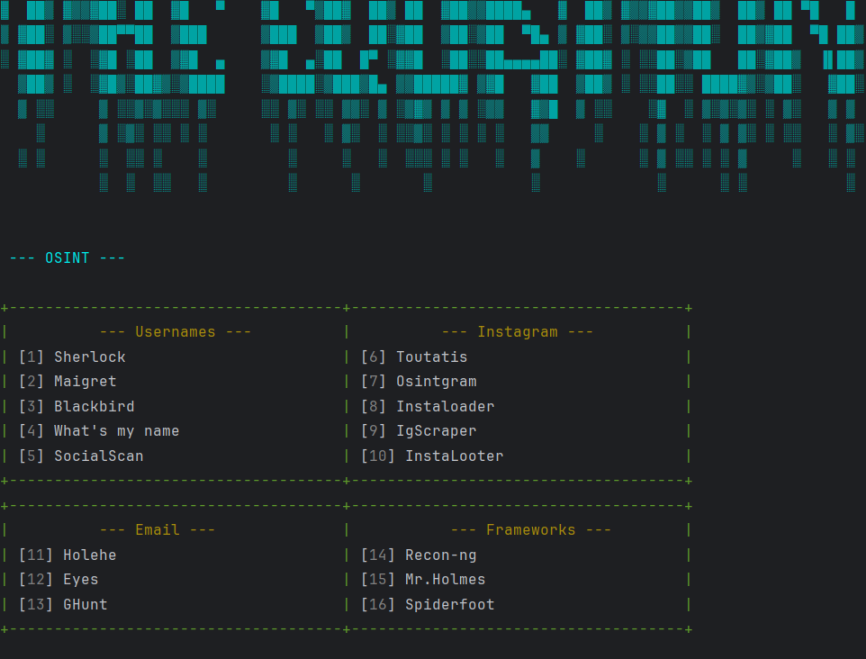 --- OSINT ---
--- Usernames --- --- Instagram ---
[1] Sherlock [6] Toutatis
[2] Maigret [7] Osintgram
[3] Blackbird [8] Instaloader
[4] What's my name [9] IgScraper
[5] SocialScan [10] InstaLooter
--- Email --- --- Frameworks ---
[11] Holehe [14] Recon-ng
[12] Eyes [15] Mr.Holmes
[13] GHunt [16] Spiderfoot